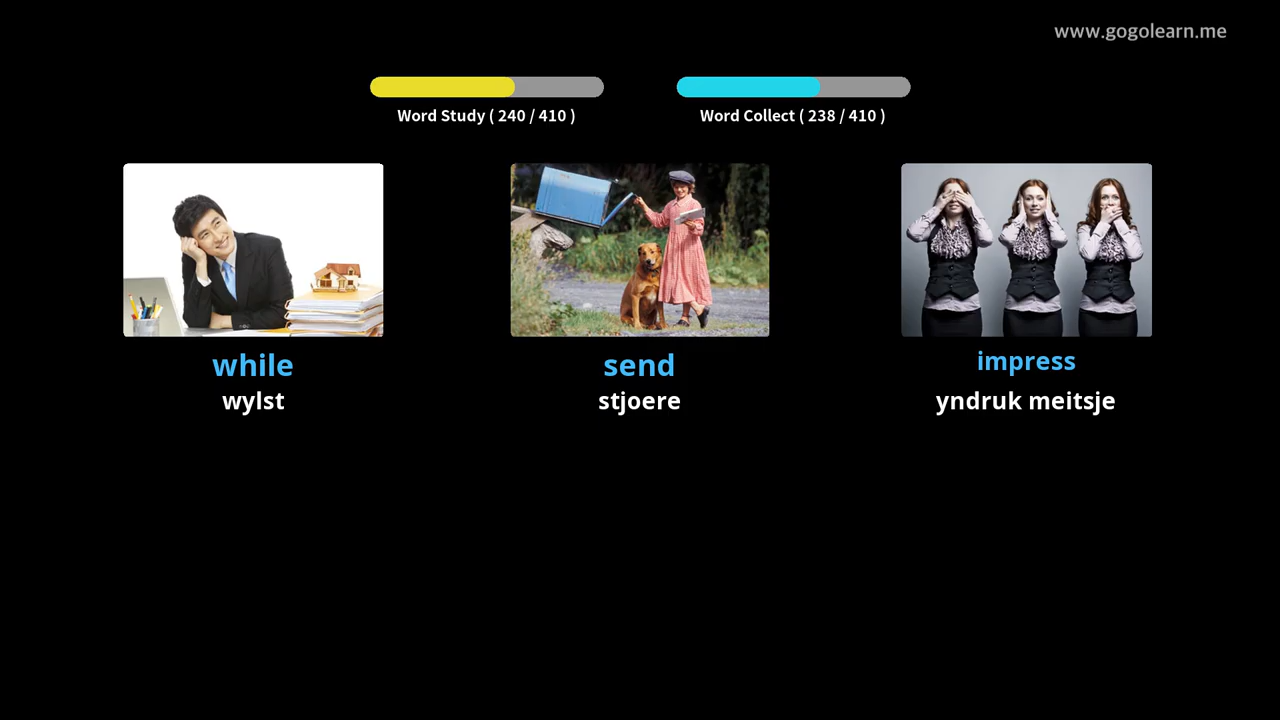 www.gogolearn.me
Word Study ( 240 / 410 )
Word Collect ( 238 / 410 )
while
wylst
send
stjoere
impress
yndruk meitsje